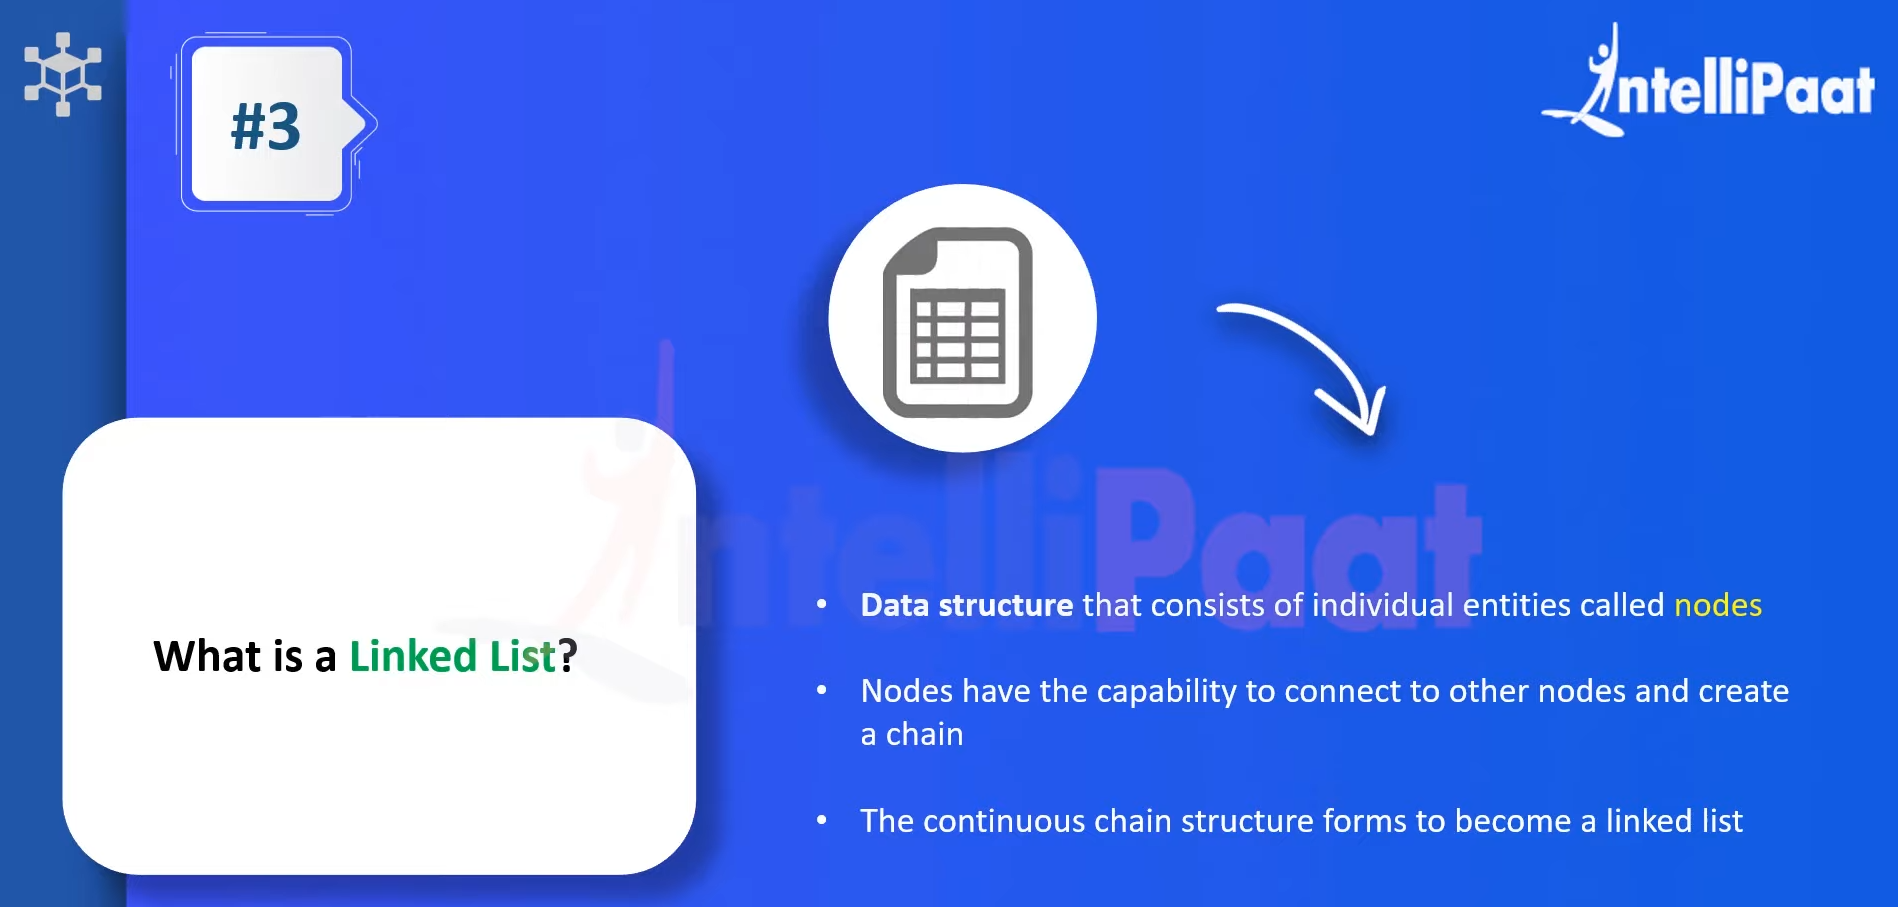 #3
IntelliPaat
What is a Linked List?
IntelliPaat
• Data structure that consists of individual entities called nodes
• Nodes have the capability to connect to other nodes and create
a chain
• The continuous chain structure forms to become a linked list